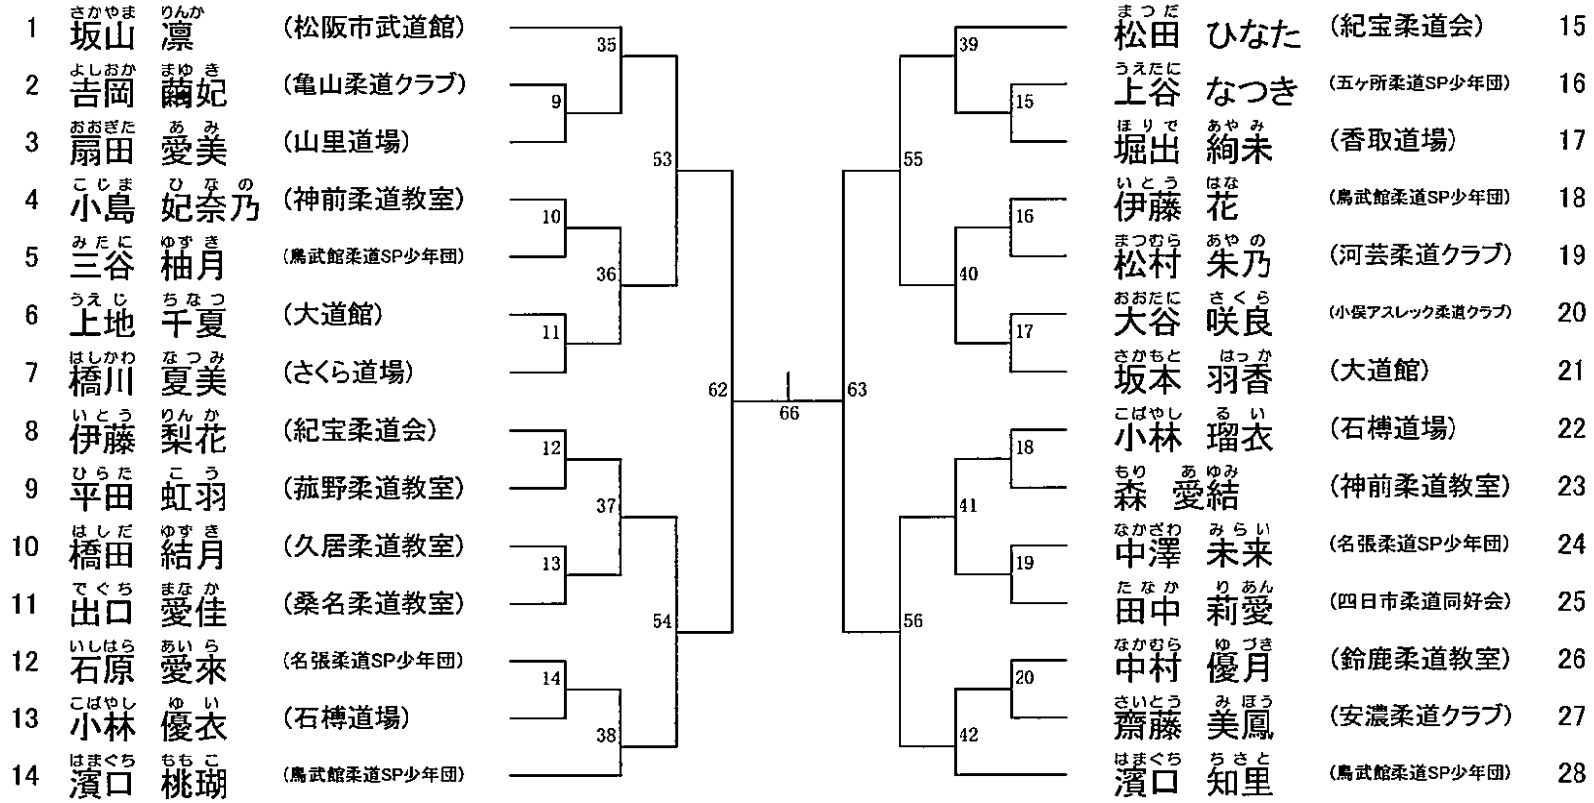 さかやま りんか
1 坂山 凛 (松阪市武道館)
よしおか まゆき
2 吉岡 繭妃 (亀山柔道クラブ)
おおぎた あみ
3 扇田 愛美 (山里道場)
こじま ひなの
4 小島 妃奈乃 (神前柔道教室)
みたに ゆずき
5 三谷 柚月 (鳥武館柔道SP少年団)
うえじ ちなつ
6 上地 千夏 (大道館)
はしかわ なつみ
7 橋川 夏美 (さくら道場)
いとう りんか
8 伊藤 梨花 (紀宝柔道会)
ひらた こう
9 平田 虹羽 (菰野柔道教室)
はしだ ゆずき
10 橋田 結月 (久居柔道教室)
でぐち まなか
11 出口 愛佳 (桑名柔道教室)
いしはら あいら
12 石原 愛來 (名張柔道SP少年団)
こばやし ゆい
13 小林 優衣 (石榑道場)
はまぐち ももこ
14 濱口 桃瑚 (鳥武館柔道SP少年団)
35
9
53
10
36
11
62
12
37
13
54
14
38
66
39
15
55
16
40
17
63
18
41
19
56
20
42
まつだ
松田 ひなた (紀宝柔道会) 15
うえたに
上谷 なつき (五ヶ所柔道SP少年団) 16
ほりで あやみ
堀出 絢未 (香取道場) 17
いとう はな
伊藤 花 (鳥武館柔道SP少年団) 18
まつむら あやの
松村 朱乃 (河芸柔道クラブ) 19
おおたに さくら
大谷 咲良 (小俣アスレック柔道クラブ) 20
さかもと はっか
坂本 羽香 (大道館) 21
こばやし るい
小林 瑠衣 (石榑道場) 22
もり あゆみ
森 愛結 (神前柔道教室) 23
なかざわ みらい
中澤 未来 (名張柔道SP少年団) 24
たなか りあん
田中 莉愛 (四日市柔道同好会) 25
なかむら ゆづき
中村 優月 (鈴鹿柔道教室) 26
さいとう みほう
齋藤 美鳳 (安濃柔道クラブ) 27
はまぐち ちさと
濱口 知里 (鳥武館柔道SP少年団) 28